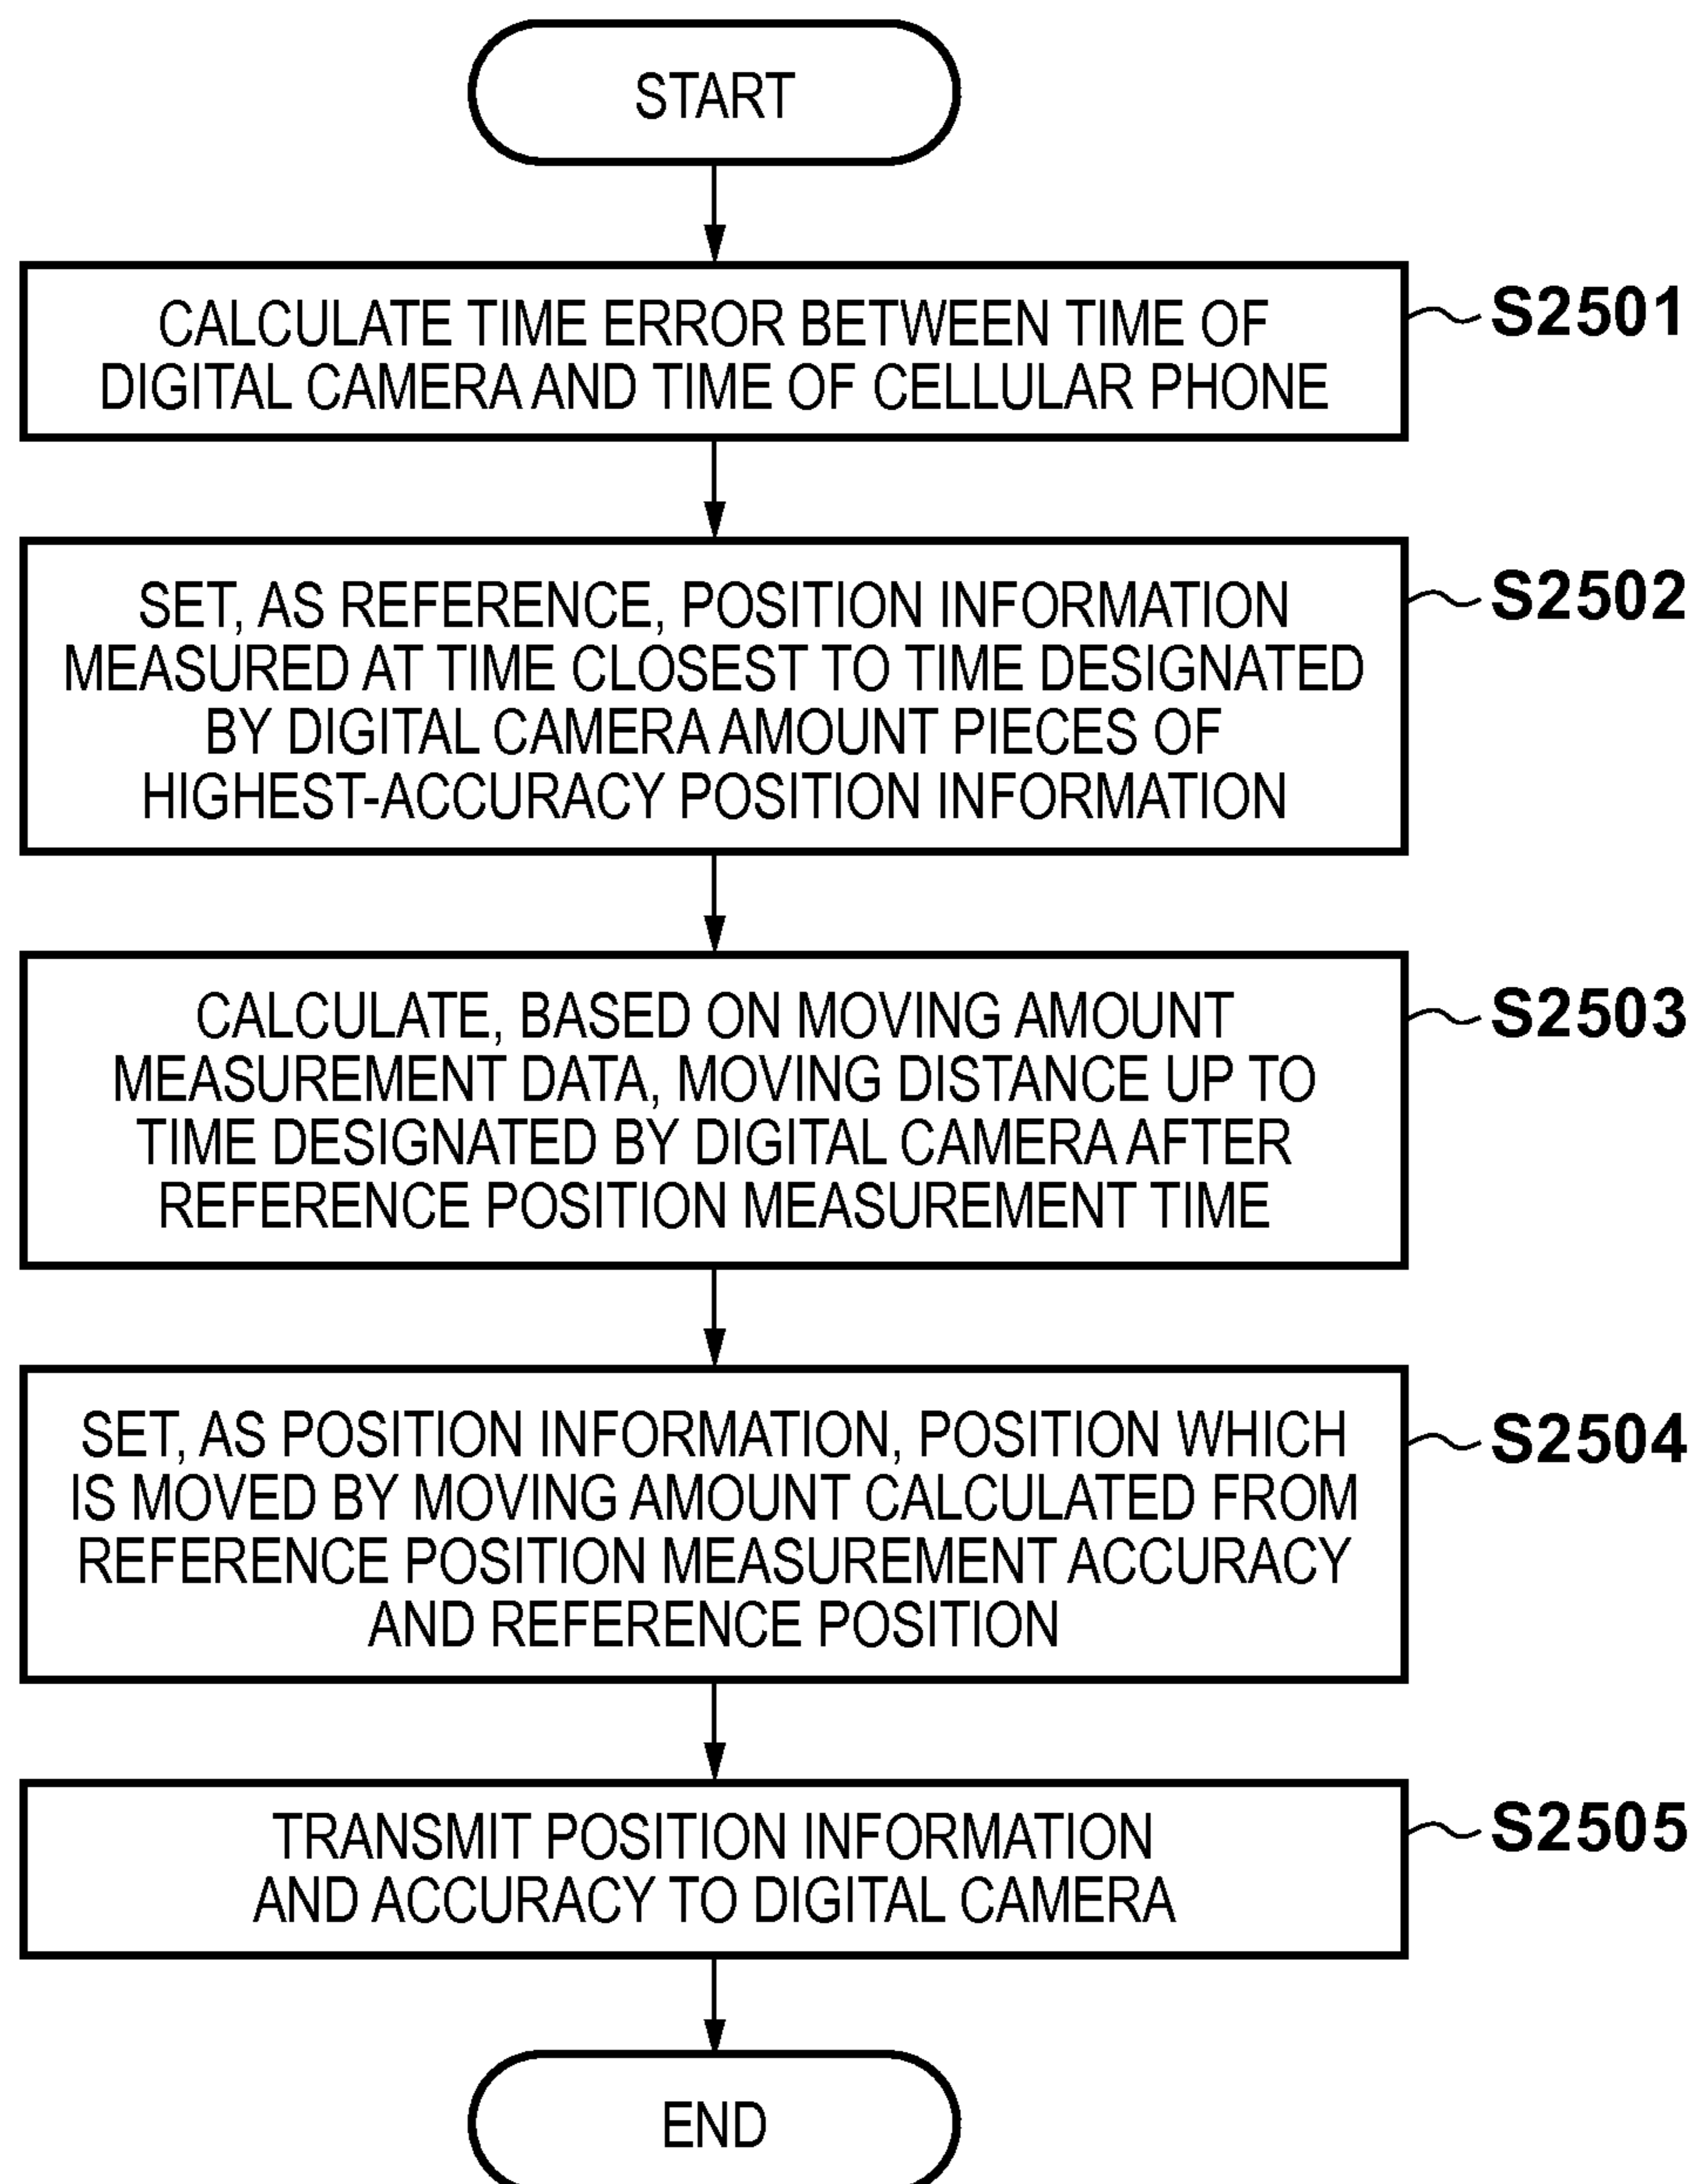 START
CALCULATE TIME ERROR BETWEEN TIME OF
DIGITAL CAMERA AND TIME OF CELLULAR PHONE
S2501
SET, AS REFERENCE, POSITION INFORMATION
MEASURED AT TIME CLOSEST TO TIME DESIGNATED
BY DIGITAL CAMERA AMOUNT PIECES OF
HIGHEST-ACCURACY POSITION INFORMATION
S2502
CALCULATE, BASED ON MOVING AMOUNT
MEASUREMENT DATA, MOVING DISTANCE UP TO
TIME DESIGNATED BY DIGITAL CAMERA AFTER
REFERENCE POSITION MEASUREMENT TIME
S2503
SET, AS POSITION INFORMATION, POSITION WHICH
IS MOVED BY MOVING AMOUNT CALCULATED FROM
REFERENCE POSITION MEASUREMENT ACCURACY
AND REFERENCE POSITION
S2504
TRANSMIT POSITION INFORMATION
AND ACCURACY TO DIGITAL CAMERA
S2505
END